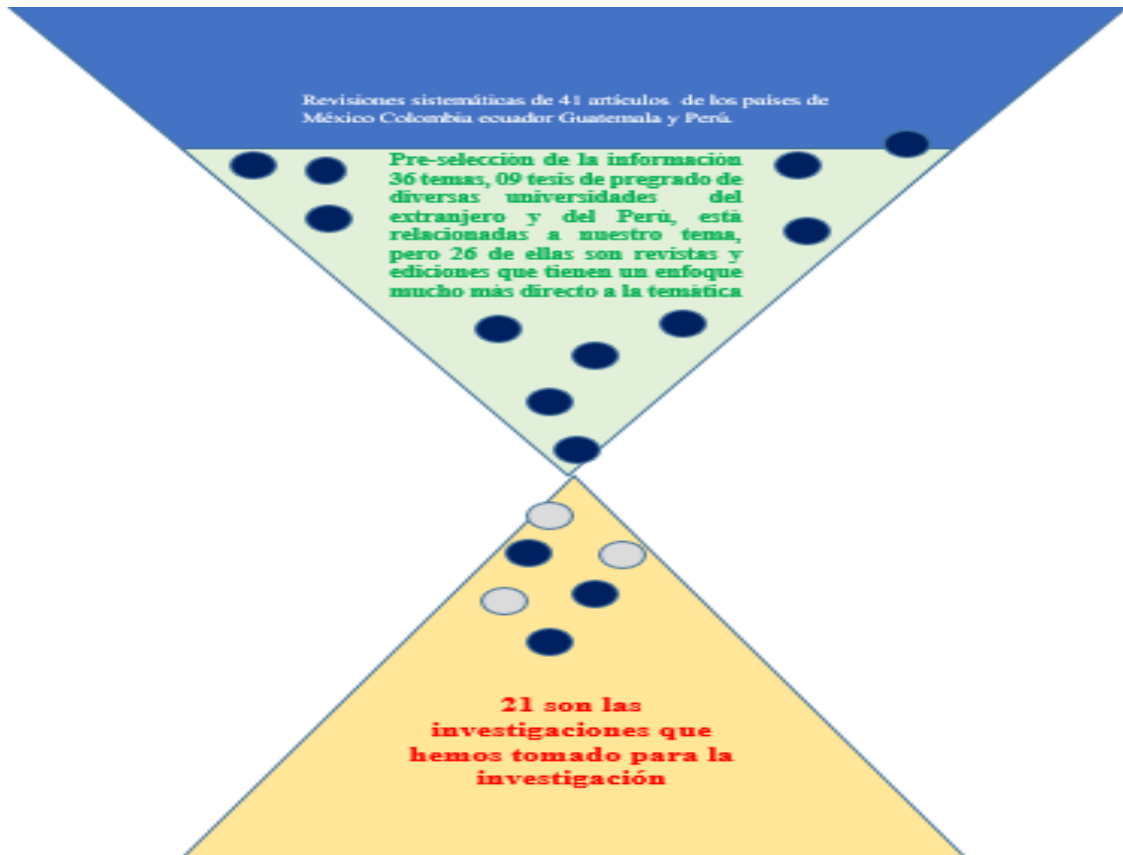 Revisiones sistemáticas de 41 artículos de los países de
México Colombia ecuador Guatemala y Perú.
Pre-selección de la información
36 temas, 09 tesis de pregrado de
diversas universidades del
extranjero y del Perú, está
relacionadas a nuestro tema,
pero 26 de ellas son revistas y
ediciones que tienen un enfoque
mucho más directo a la temática
21 son las
investigaciones que
hemos tomado para la
investigación